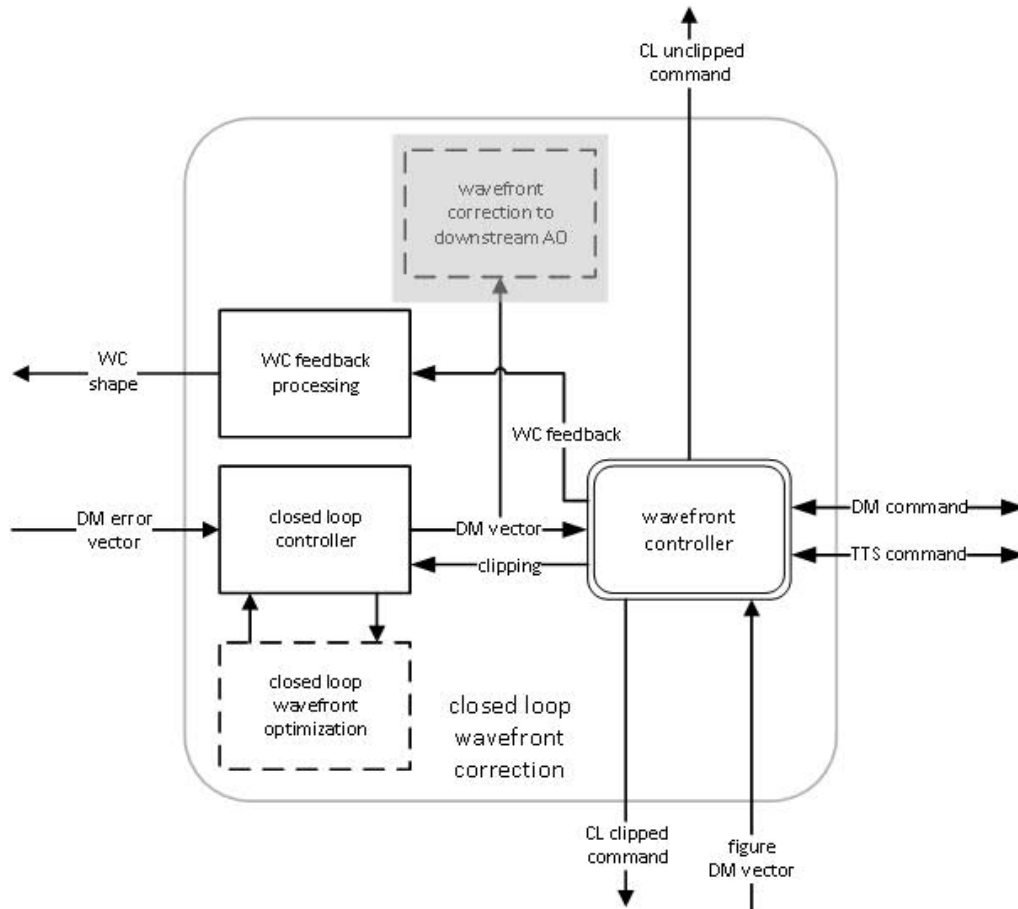 CL unclipped
command
wavefront
correction to
downstream AO
WC
shape
WC feedback
processing
WC feedback
DM error
vector
closed loop
controller
DM vector
clipping
wavefront
controller
DM command
TTS command
closed loop
wavefront
optimization
closed loop
wavefront
correction
CL clipped
command
figure
DM vector